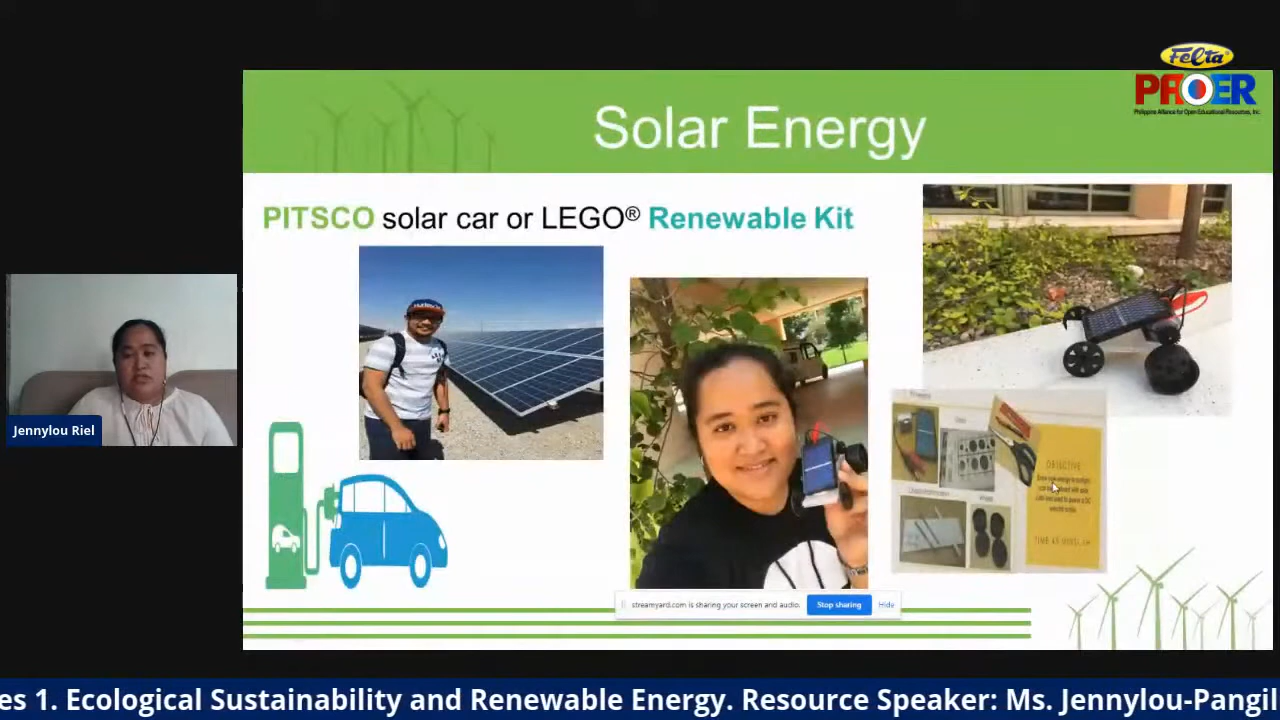 Felta
PAOER
Philippine Alliance for Open Educational Resources, Inc.
Solar Energy
PITSCO solar car or LEGO® Renewable Kit
Jennylou Riel
OBJECTIVE
streamyard.com is sharing your screen and audio.
Stop sharing
Hide
es 1. Ecological Sustainability and Renewable Energy. Resource Speaker: Ms. Jennylou-Pangil